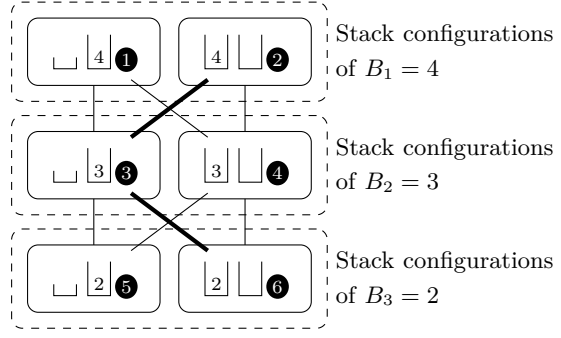 4 1 4 2 Stack configurations
of B₁ = 4
3 3 3 4 Stack configurations
of B₂ = 3
2 5 2 6 Stack configurations
of B₃ = 2